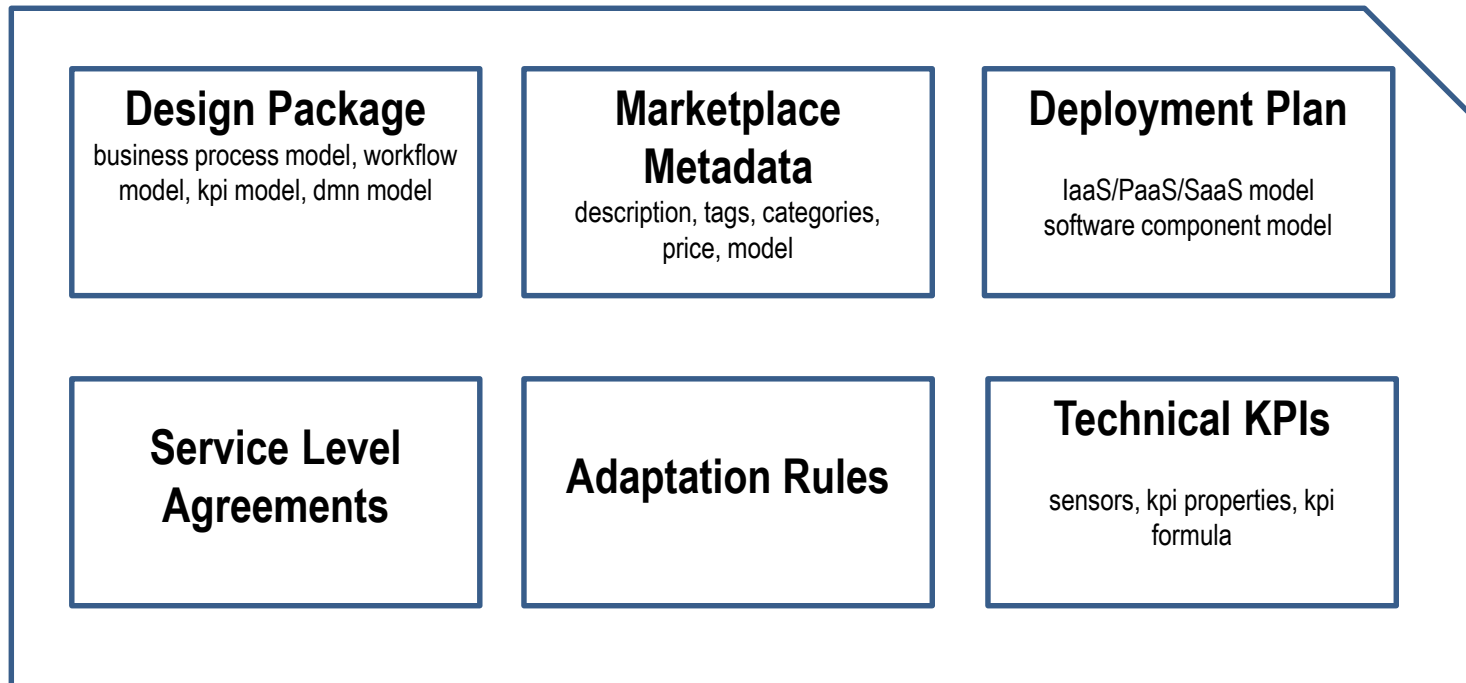 Design Package
business process model, workflow
model, kpi model, dmn model
Marketplace
Metadata
description, tags, categories,
price, model
Deployment Plan
IaaS/PaaS/SaaS model
software component model
Service Level
Agreements
Adaptation Rules
Technical KPIs
sensors, kpi properties, kpi
formula